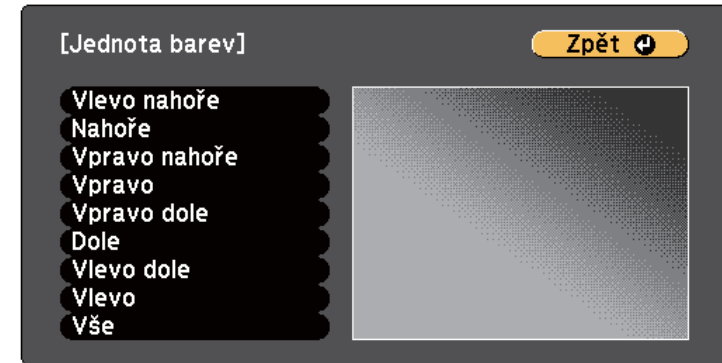 [Jednota barev]
Zpět
Vlevo nahoře
Nahoře
Vpravo nahoře
Vpravo
Vpravo dole
Dole
Vlevo dole
Vlevo
Vše